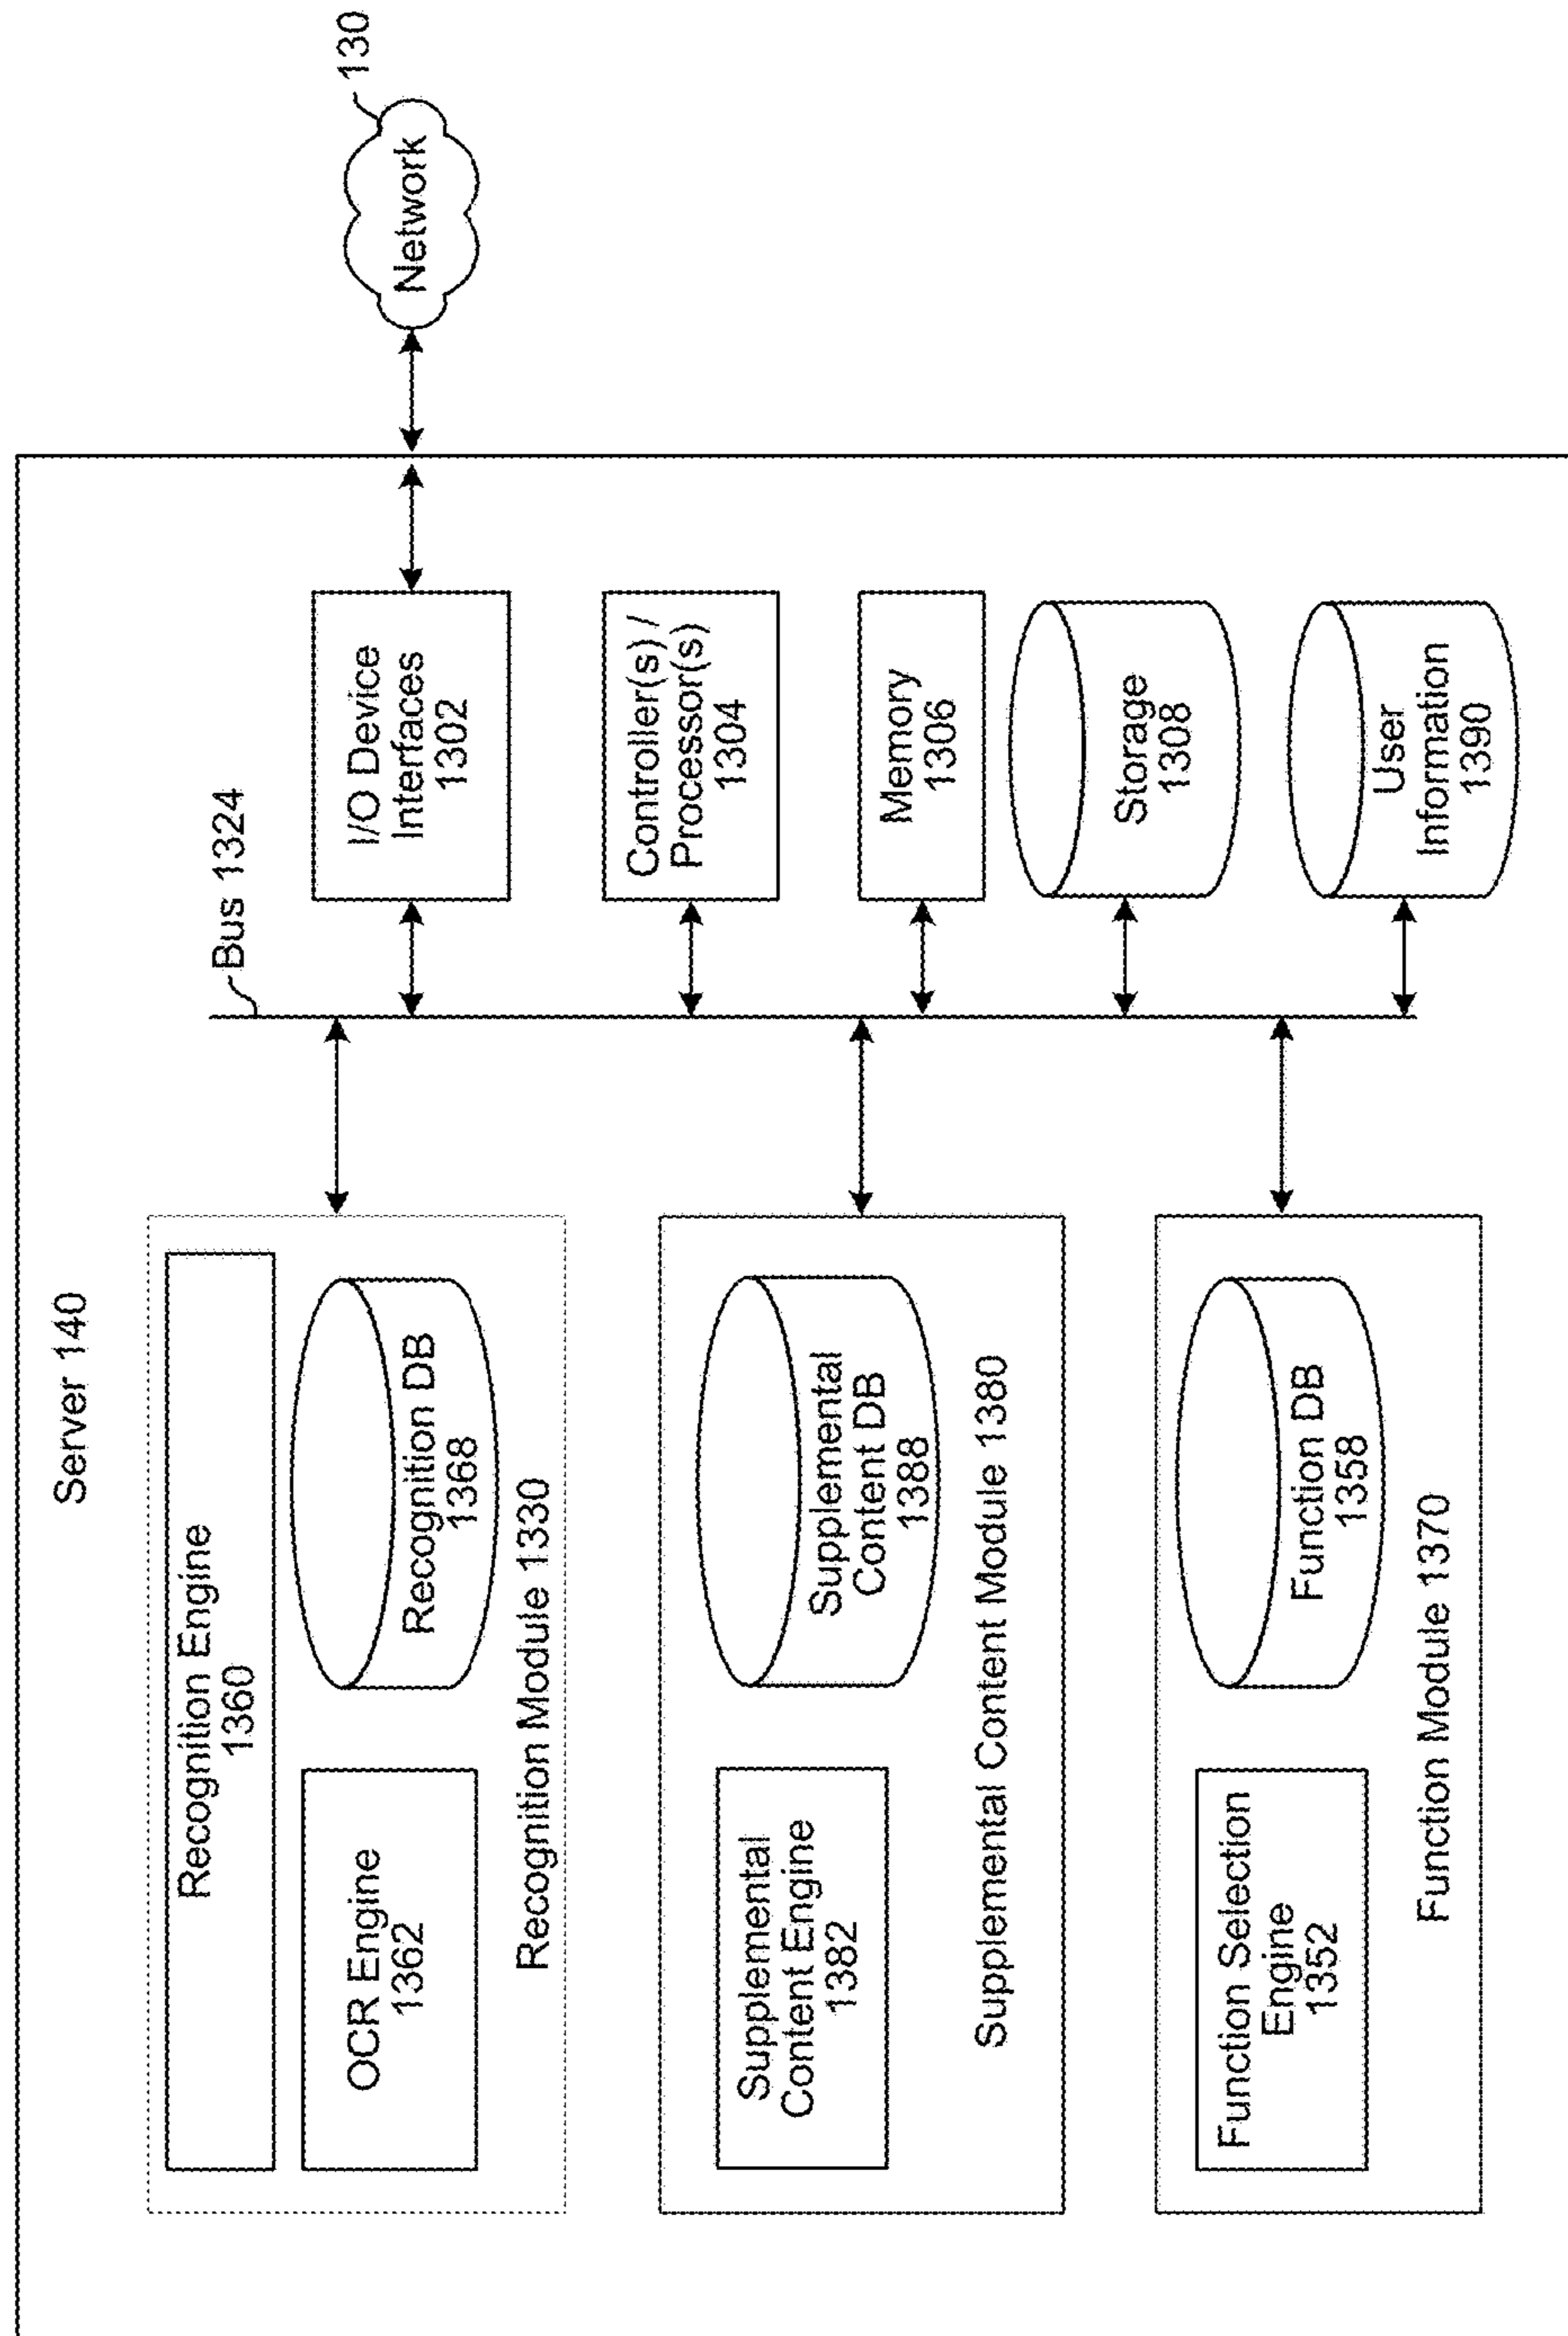 Server 140
Recognition Engine
1360
OCR Engine
1362
Recognition DB
1368
Recognition Module 1330
Supplemental
Content Engine
1382
Supplemental
Content DB
1388
Supplemental Content Module 1380
Function Selection
Engine
1352
Function DB
1358
Function Module 1370
Bus 1324
I/O Device
Interfaces
1302
Controller(s) /
Processor(s)
1304
Memory
1306
Storage
1308
User
Information
1390
Network
130